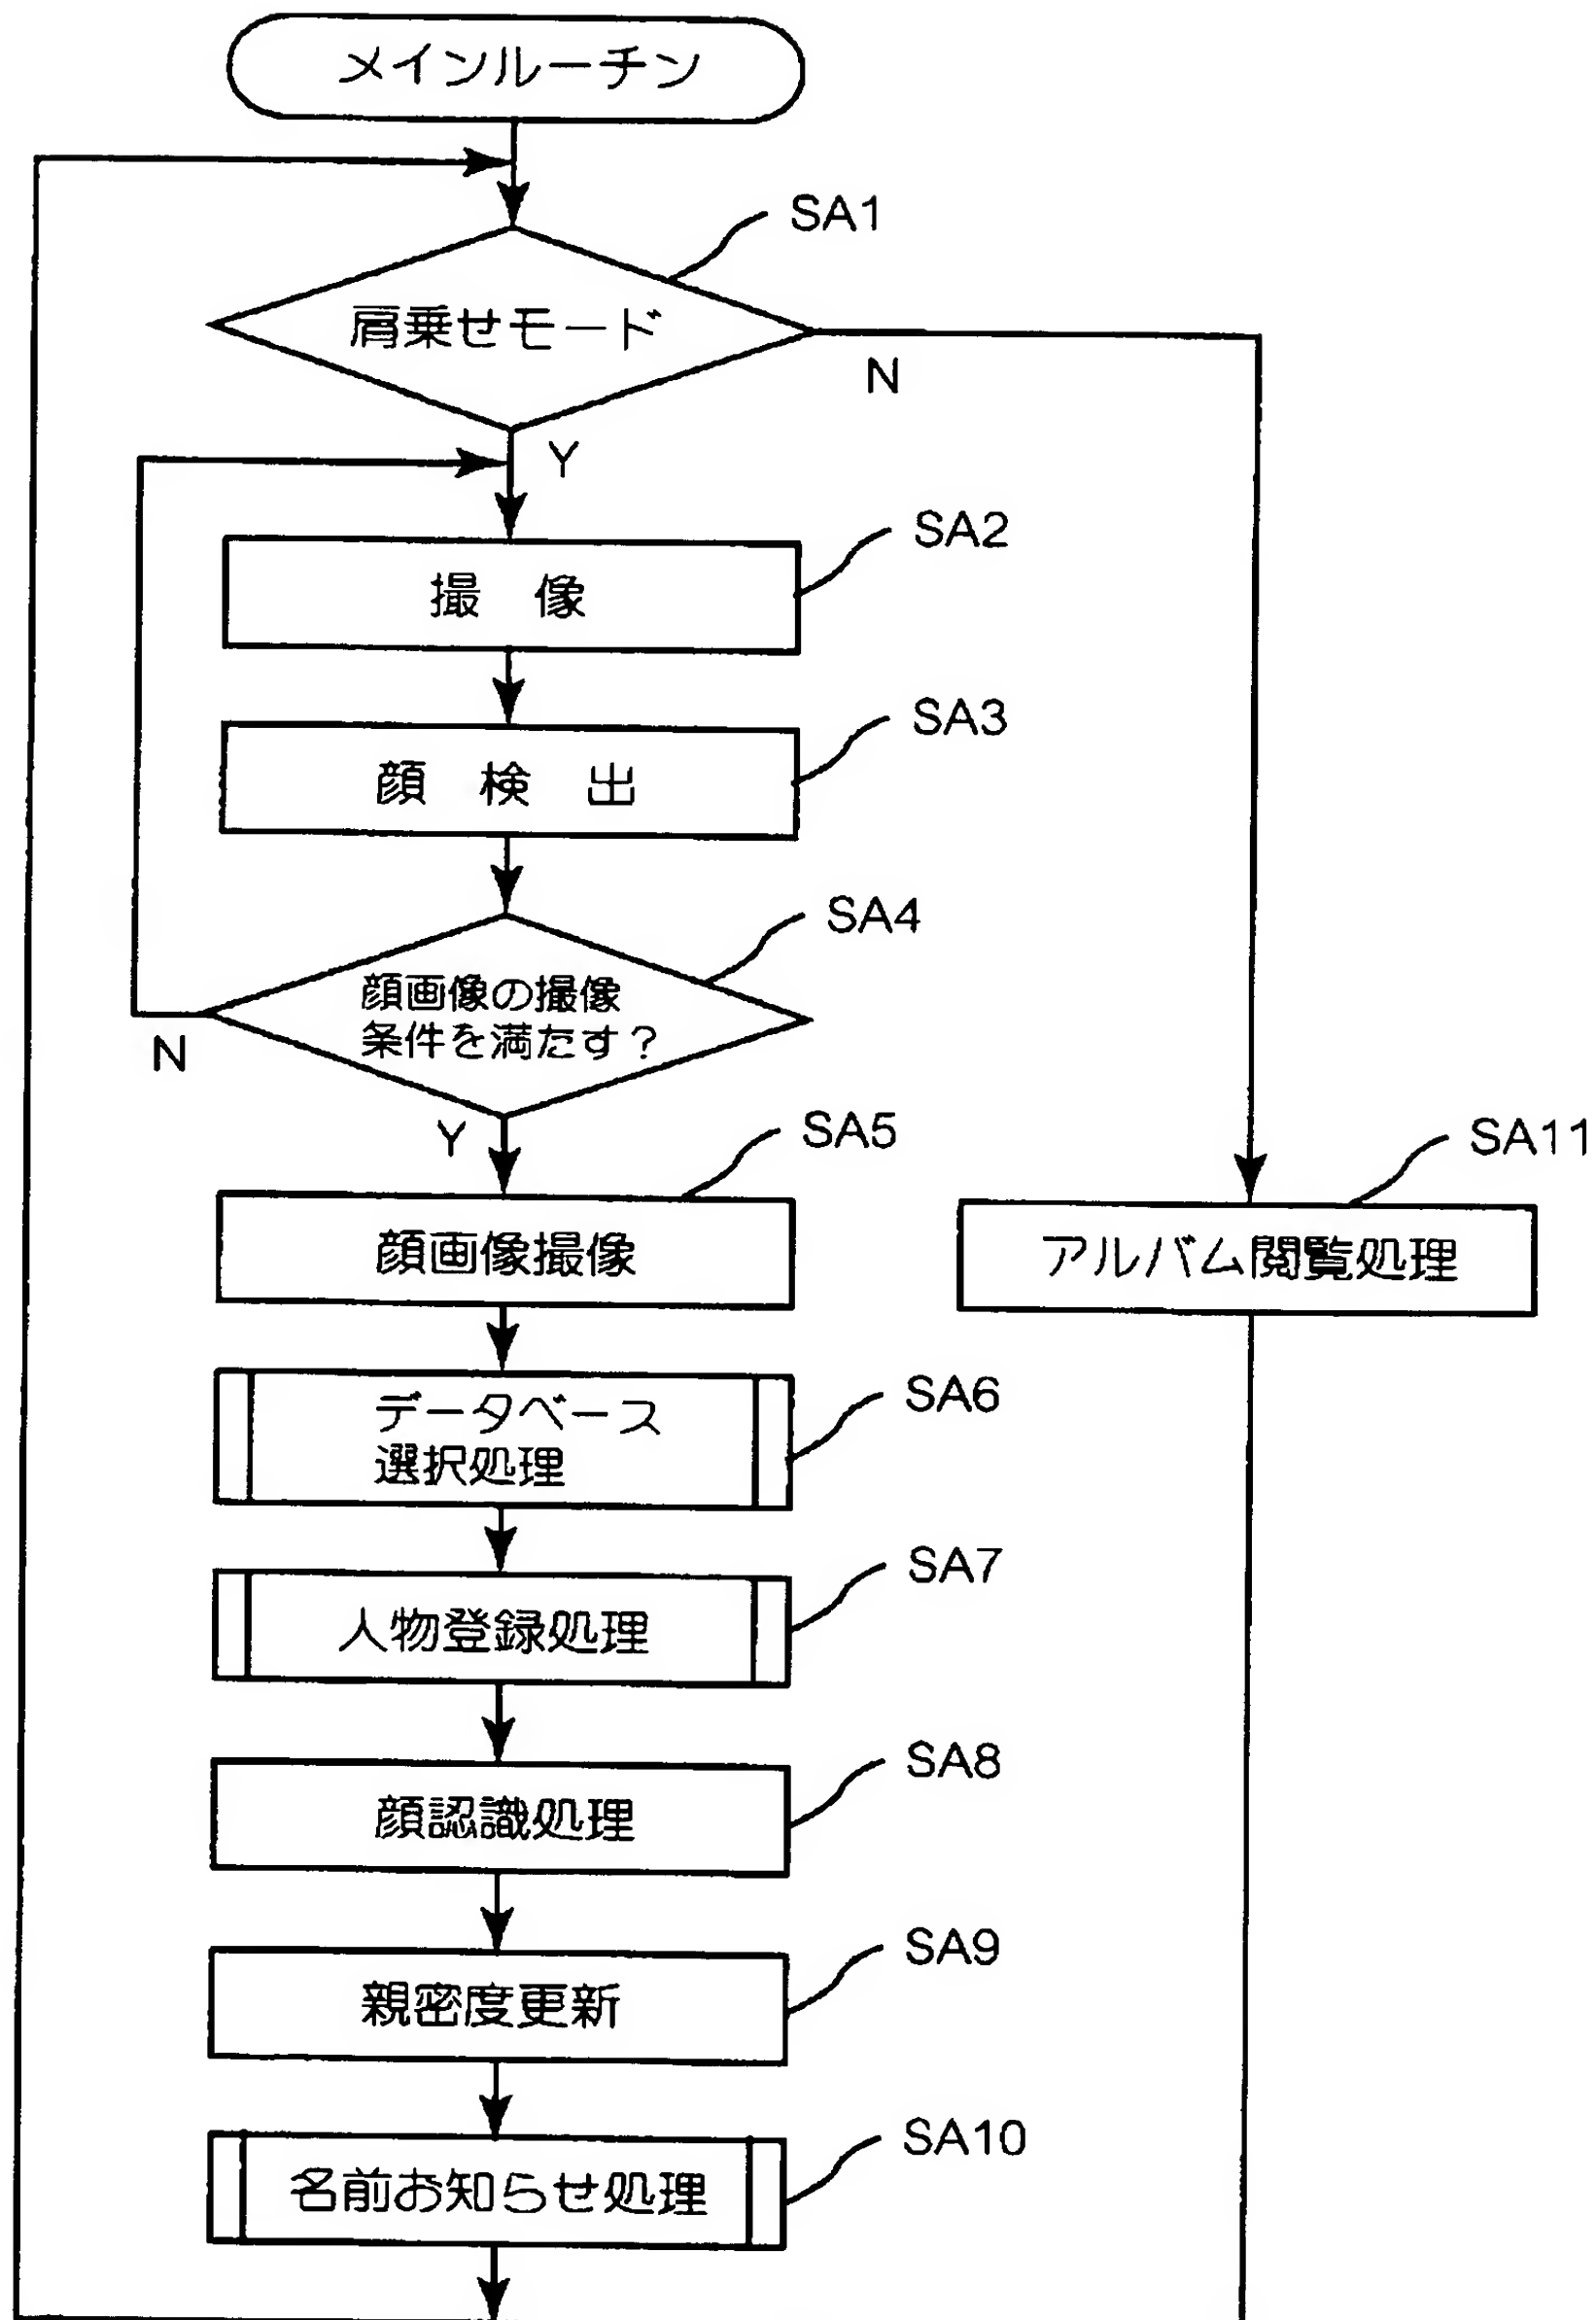 メインルーチン
SA1
肩乗せモード
N
Y
SA2
撮 像
SA3
顔 検 出
SA4
顔画像の撮像
条件を満たす？
N
Y
SA5
顔画像撮像
SA11
アルバム閲覧処理
SA6
データベース
選択処理
SA7
人物登録処理
SA8
顔認識処理
SA9
親密度更新
SA10
名前お知らせ処理